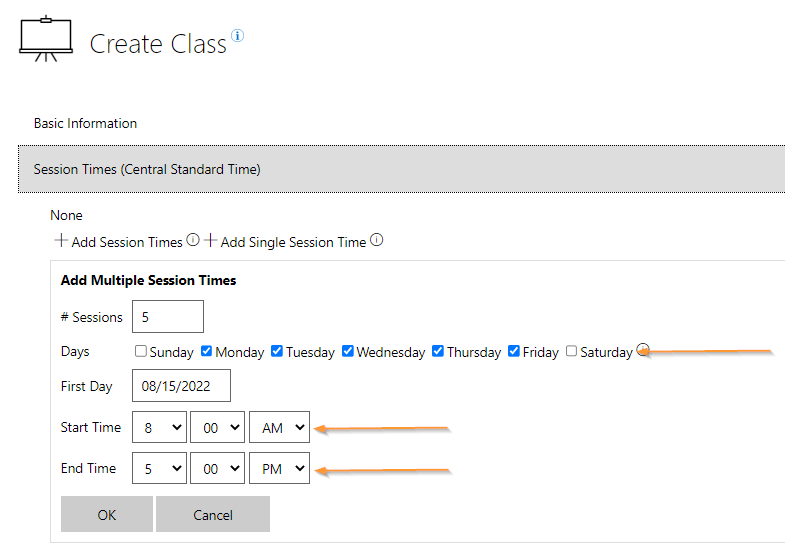 Create Class
Basic Information
Session Times (Central Standard Time)
None
Add Session Times Add Single Session Time
Add Multiple Session Times
# Sessions 5
Days Sunday Monday Tuesday Wednesday Thursday Friday Saturday
First Day 08/15/2022
Start Time 8 00 AM
End Time 5 00 PM
OK Cancel